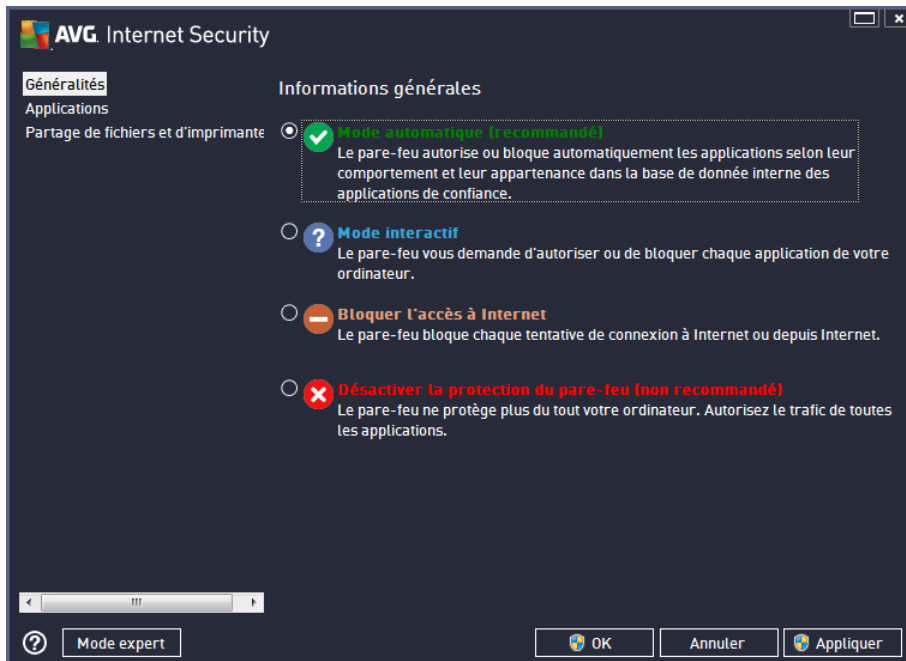 AVG. Internet Security
Généralités
Applications
Partage de fichiers et d'imprimante
Informations générales
Mode automatique (recommandé)
Le pare-feu autorise ou bloque automatiquement les applications selon leur
comportement et leur appartenance dans la base de donnée interne des
applications de confiance.
Mode interactif
Le pare-feu vous demande d'autoriser ou de bloquer chaque application de votre
ordinateur.
Bloquer l'accès à Internet
Le pare-feu bloque chaque tentative de connexion à Internet ou depuis Internet.
Désactiver la protection du pare-feu (non recommandé)
Le pare-feu ne protège plus du tout votre ordinateur. Autorisez le trafic de toutes
les applications.
Mode expert
OK
Annuler
Appliquer